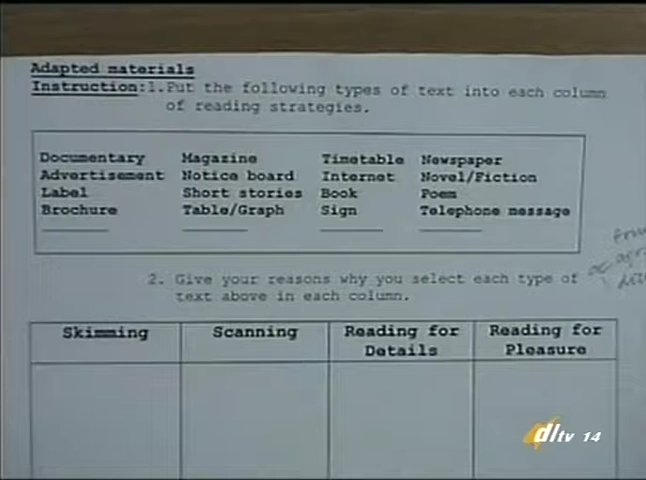 Adapted materials
Instruction:1.Put the following types of text into each column
of reading strategies.
Documentary Magazine Timetable Newspaper
Advertisement Notice board Internet Novel/Fiction
Label Short stories Book Poem
Brochure Table/Graph Sign Telephone message
2. Give your reasons why you select each type of
text above in each column.
Skimming Scanning Reading for Details Reading for Pleasure
dltv 14